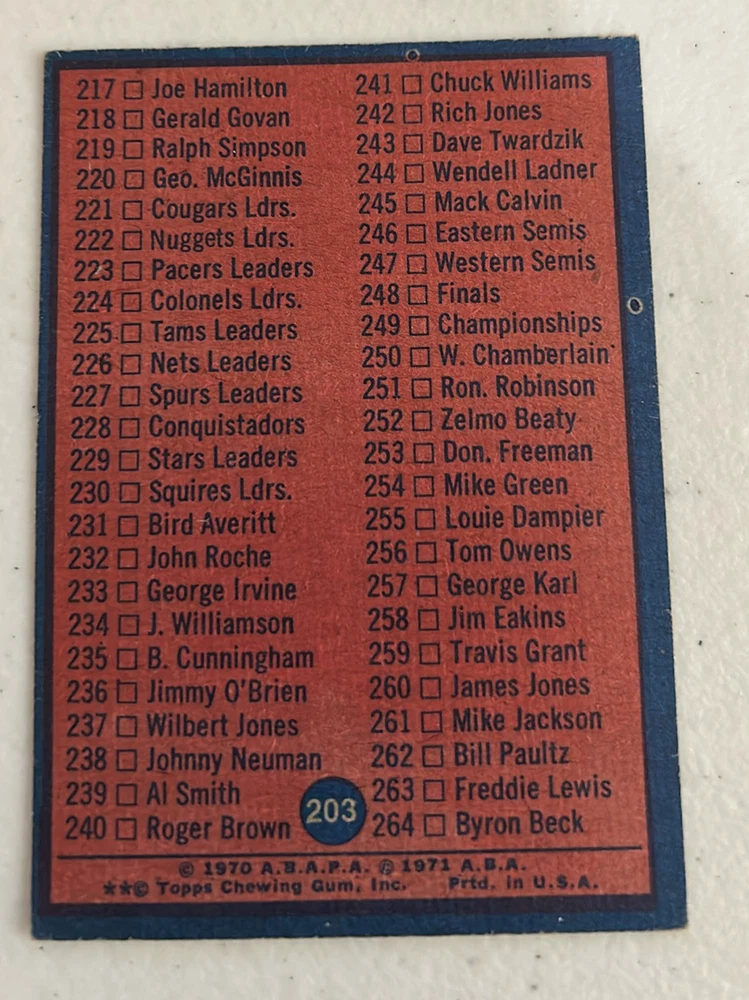 217 □ Joe Hamilton
218 □ Gerald Govan
219 □ Ralph Simpson
220 □ Geo. McGinnis
221 □ Cougars Ldrs.
222 □ Nuggets Ldrs.
223 □ Pacers Leaders
224 □ Colonels Ldrs.
225 □ Tams Leaders
226 □ Nets Leaders
227 □ Spurs Leaders
228 □ Conquistadors
229 □ Stars Leaders
230 □ Squires Ldrs.
231 □ Bird Averitt
232 □ John Roche
233 □ George Irvine
234 □ J. Williamson
235 □ B. Cunningham
236 □ Jimmy O'Brien
237 □ Wilbert Jones
238 □ Johnny Neuman
239 □ Al Smith
240 □ Roger Brown
241 □ Chuck Williams
242 □ Rich Jones
243 □ Dave Twardzik
244 □ Wendell Ladner
245 □ Mack Calvin
246 □ Eastern Semis
247 □ Western Semis
248 □ Finals
249 □ Championships
250 □ W. Chamberlain
251 □ Ron. Robinson
252 □ Zelmo Beaty
253 □ Don. Freeman
254 □ Mike Green
255 □ Louie Dampier
256 □ Tom Owens
257 □ George Karl
258 □ Jim Eakins
259 □ Travis Grant
260 □ James Jones
261 □ Mike Jackson
262 □ Bill Paultz
263 □ Freddie Lewis
264 □ Byron Beck
203
© 1970 A.B.A.P.A. © 1971 A.B.A.
**© Topps Chewing Gum, Inc. Prtd. in U.S.A.